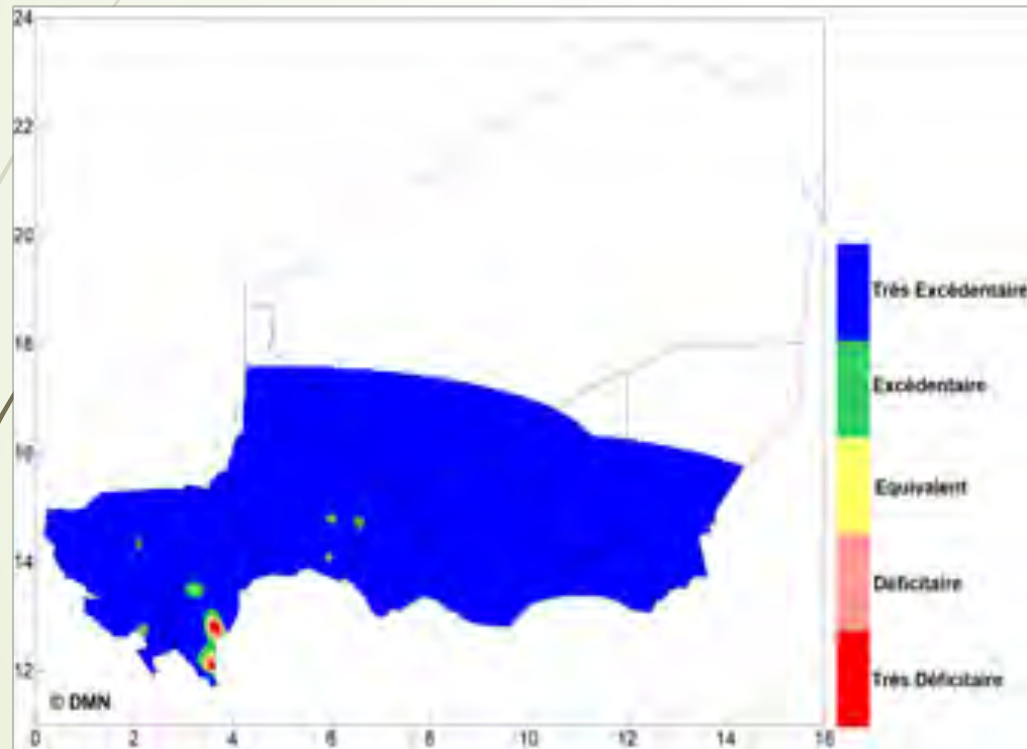 24
22
20
18
16
14
12
0 2 4 6 8 10 12 14 16
© DMN
Très Excédentaire
Excédentaire
Equivalent
Déficitaire
Très Déficitaire